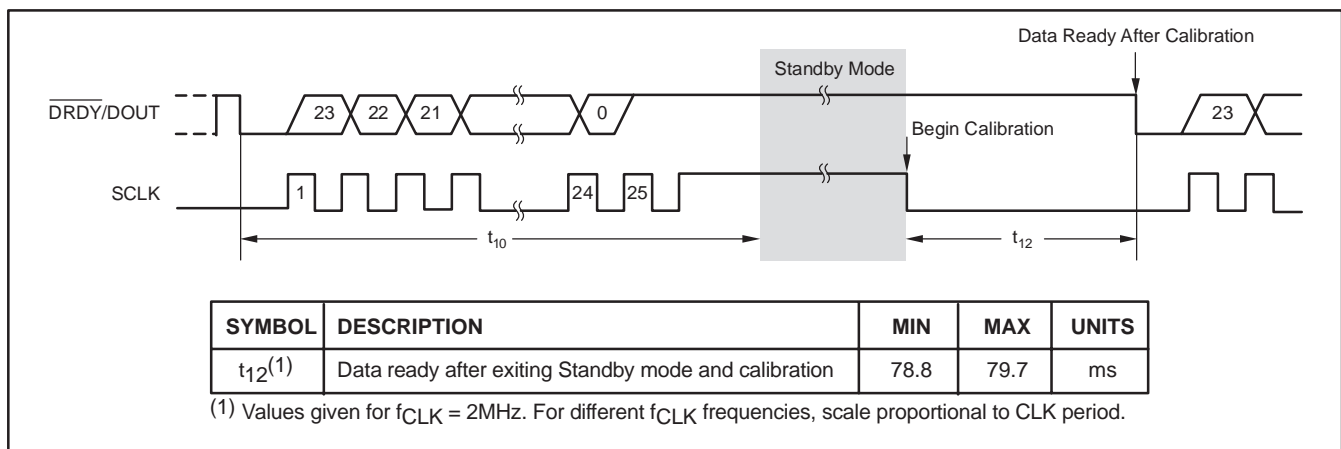 Data Ready After Calibration
Standby Mode
DRDY/DOUT 23 22 21 0 23
Begin Calibration
SCLK 1 24 25
t10 t12
SYMBOL DESCRIPTION MIN MAX UNITS
t12(1) Data ready after exiting Standby mode and calibration 78.8 79.7 ms
(1) Values given for fCLK = 2MHz. For different fCLK frequencies, scale proportional to CLK period.